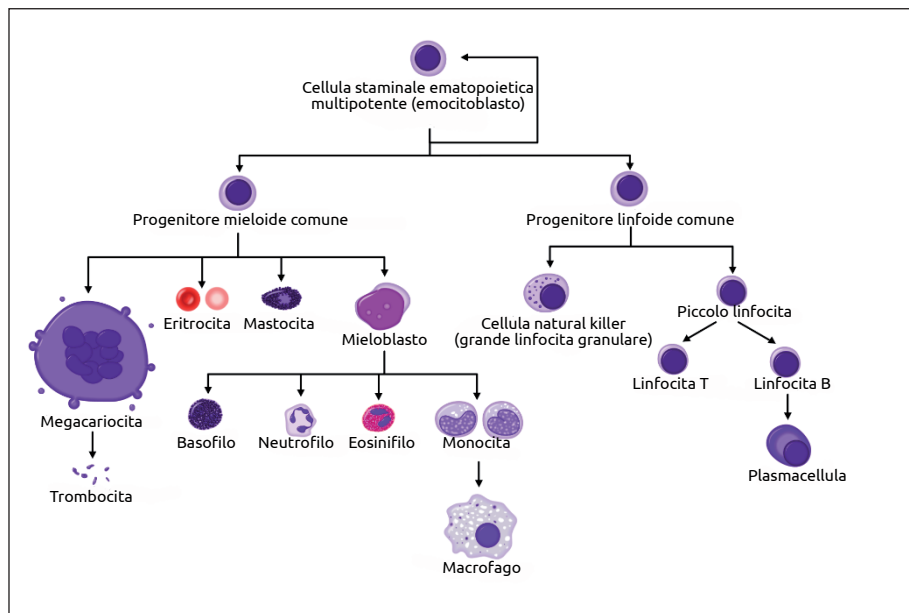 Cellula staminale ematopoietica
multipotente (emocitoblasto)
Progenitore mieloide comune
Progenitore linfoide comune
Eritrocita
Mastocita
Mieloblasto
Cellula natural killer
(grande linfocita granulare)
Piccolo linfocita
Linfocita T
Linfocita B
Megacariocita
Basofilo
Neutrofilo
Eosinifilo
Monocita
Plasmacellula
Trombocita
Macrofago